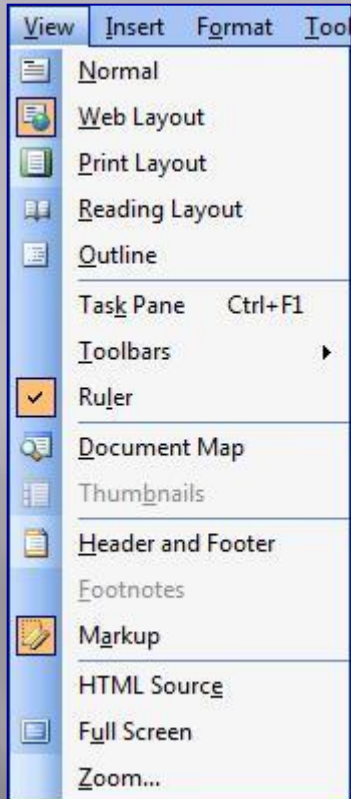 View Insert Format Tool
Normal
Web Layout
Print Layout
Reading Layout
Outline
Task Pane Ctrl+F1
Toolbars
Ruler
Document Map
Thumbnails
Header and Footer
Footnotes
Markup
HTML Source
Full Screen
Zoom...